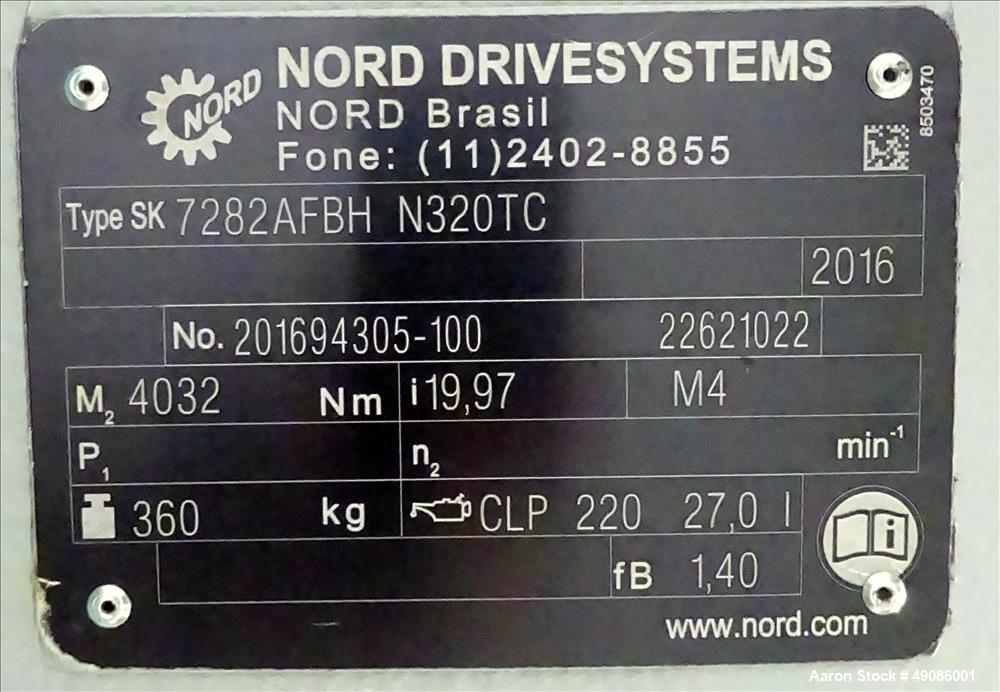 NORD
NORD DRIVESYSTEMS
NORD Brasil
Fone: (11)2402-8855
8503470
Type SK 7282AFBH N320TC
2016
No. 201694305-100 22621022
M2 4032 Nm i 19,97 M4
P1 n2 min-1
360 kg CLP 220 27,0 l
i
fB 1,40
www.nord.com
Aaron Stock # 49086001